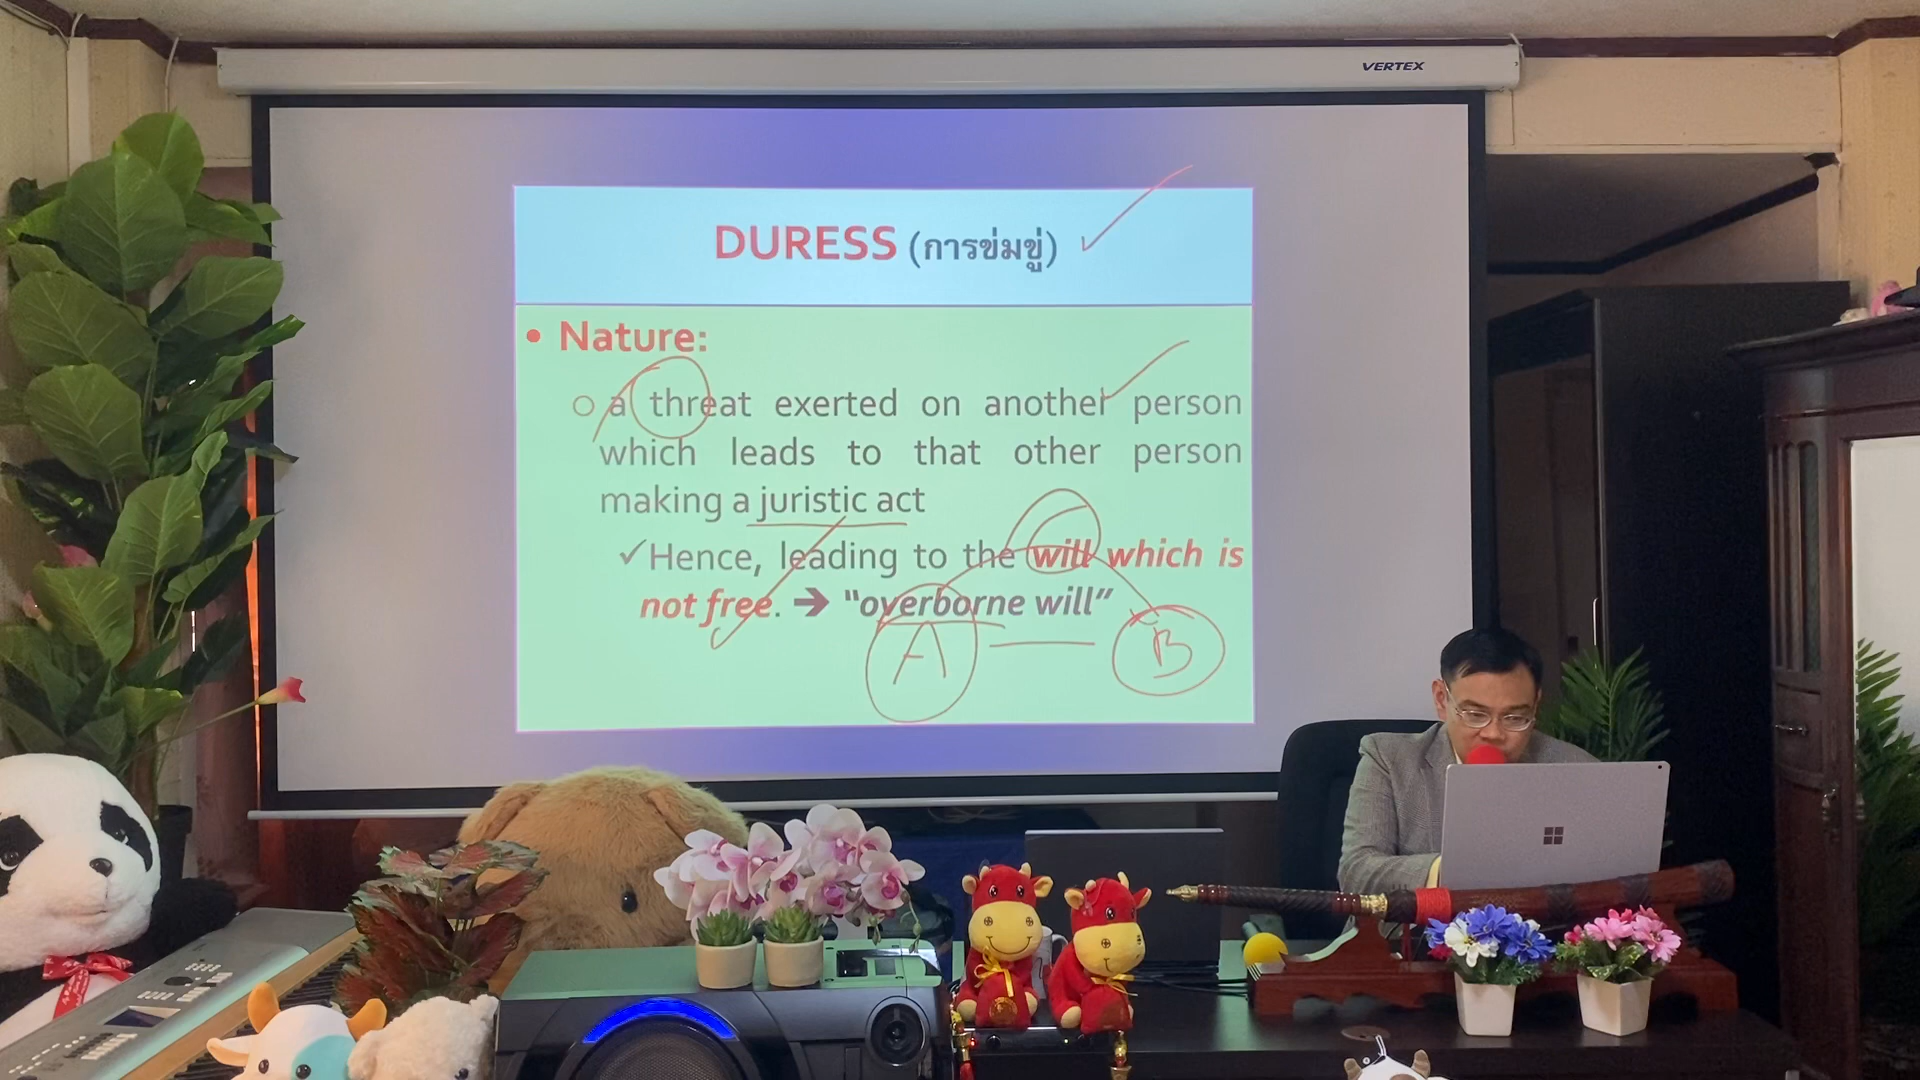 VERTEX
DURESS (การข่มขู่)
• Nature:
○ a threat exerted on another person
which leads to that other person
making a juristic act
✓Hence, leading to the will which is
not free. ➔ “overborne will”
A B